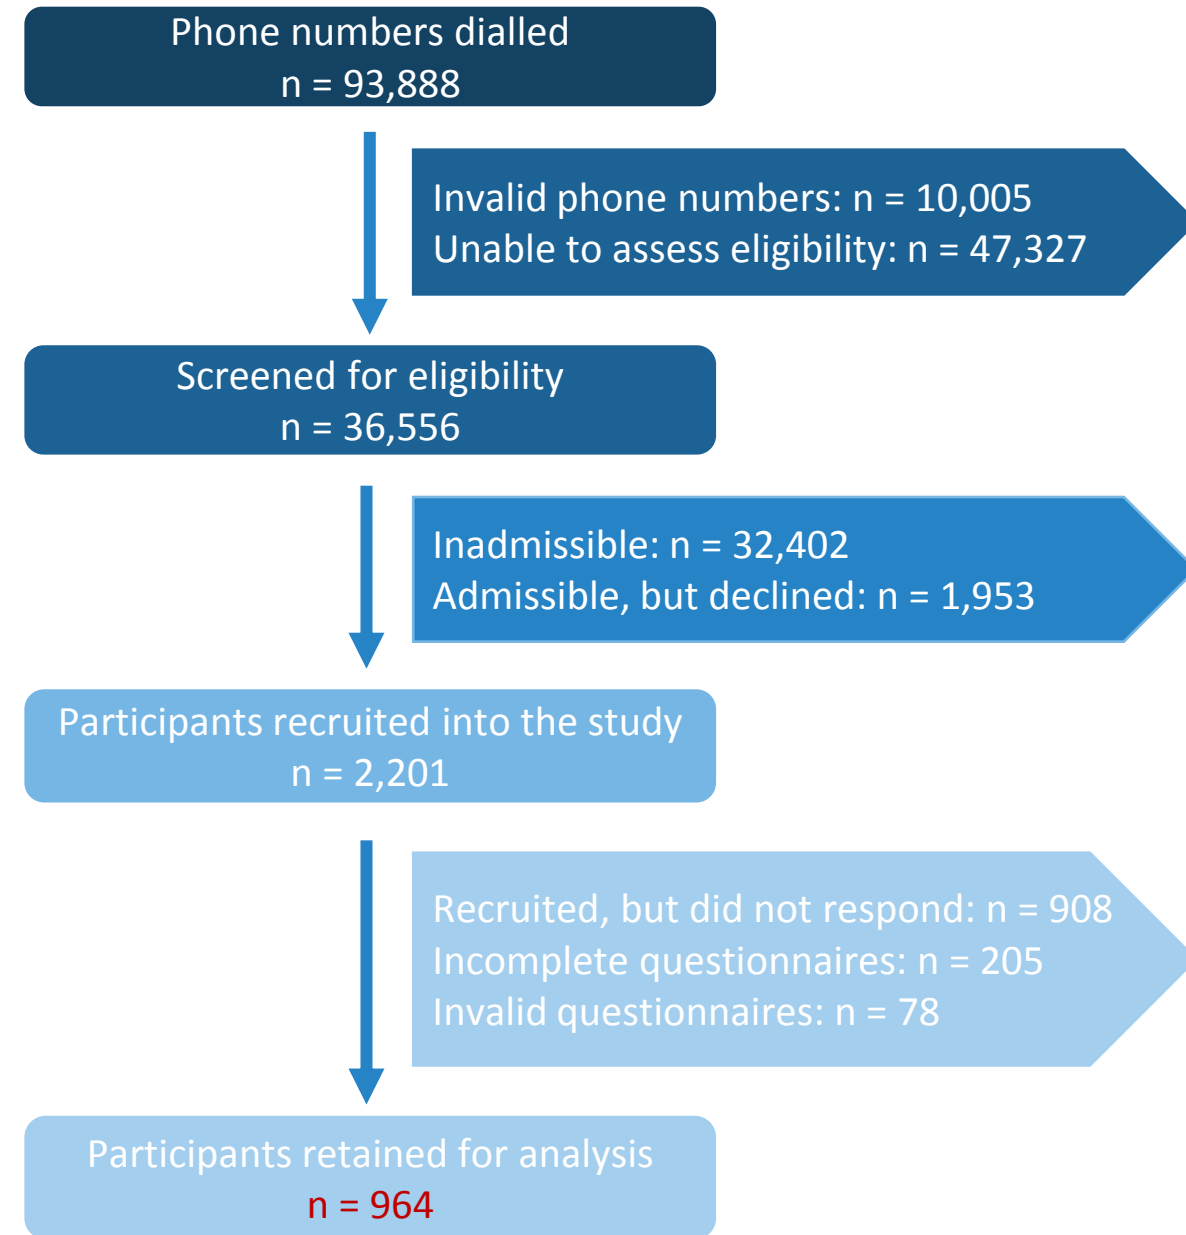 Phone numbers dialled
n = 93,888
Invalid phone numbers: n = 10,005
Unable to assess eligibility: n = 47,327
Screened for eligibility
n = 36,556
Inadmissible: n = 32,402
Admissible, but declined: n = 1,953
Participants recruited into the study
n = 2,201
Recruited, but did not respond: n = 908
Incomplete questionnaires: n = 205
Invalid questionnaires: n = 78
Participants retained for analysis
n = 964